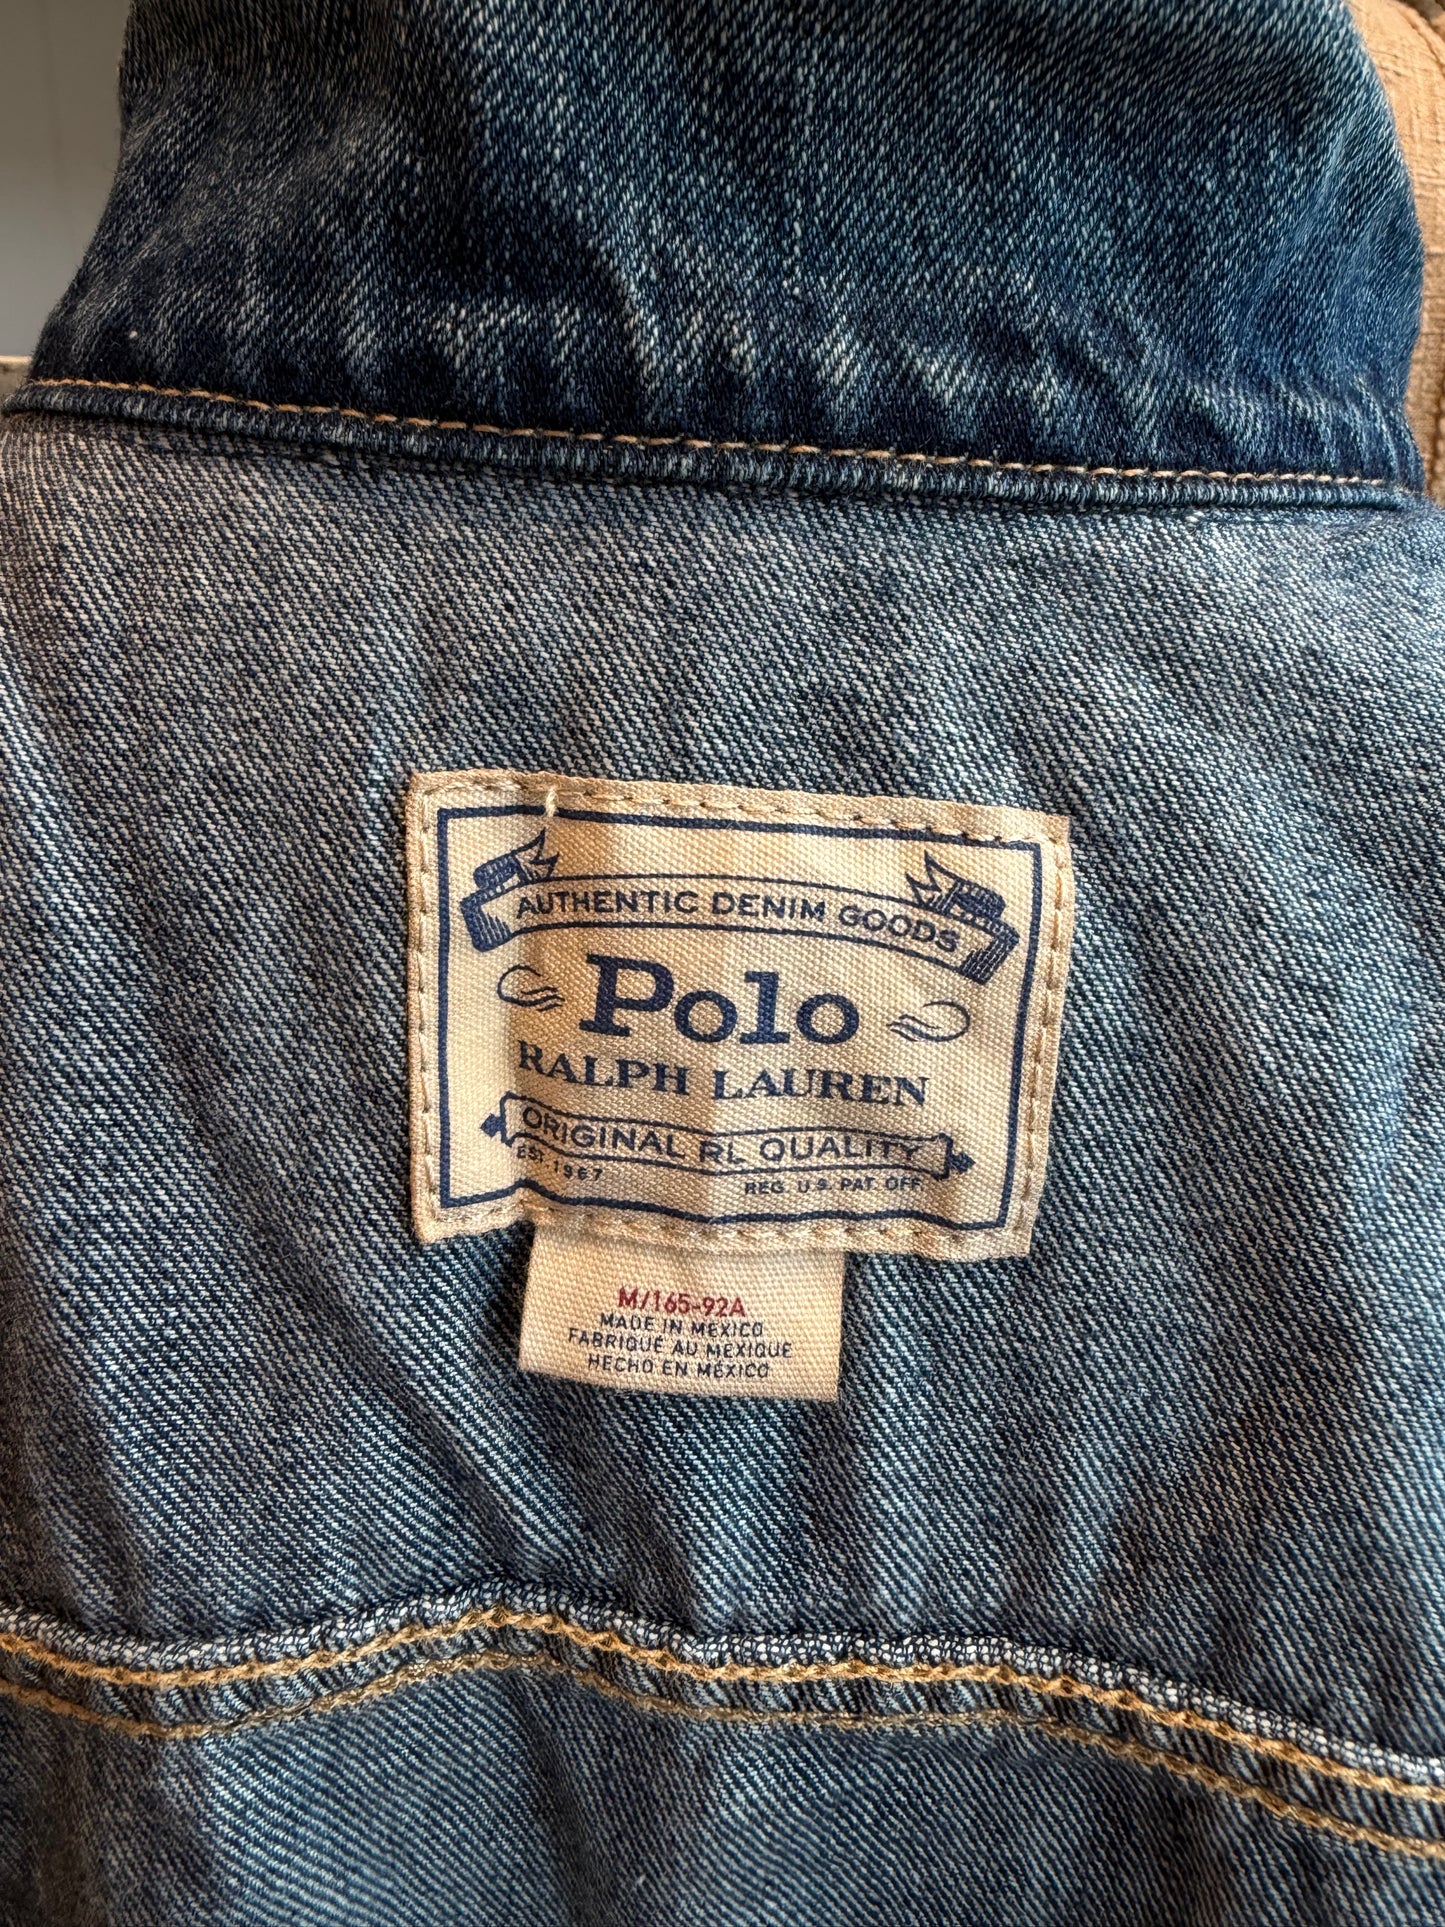 AUTHENTIC DENIM GOODS
Polo
RALPH LAUREN
ORIGINAL RL QUALITY
EST. 1967 REG. U.S. PAT. OFF.
M/165-92A
MADE IN MEXICO
FABRIQUÉ AU MEXIQUE
HECHO EN MÉXICO